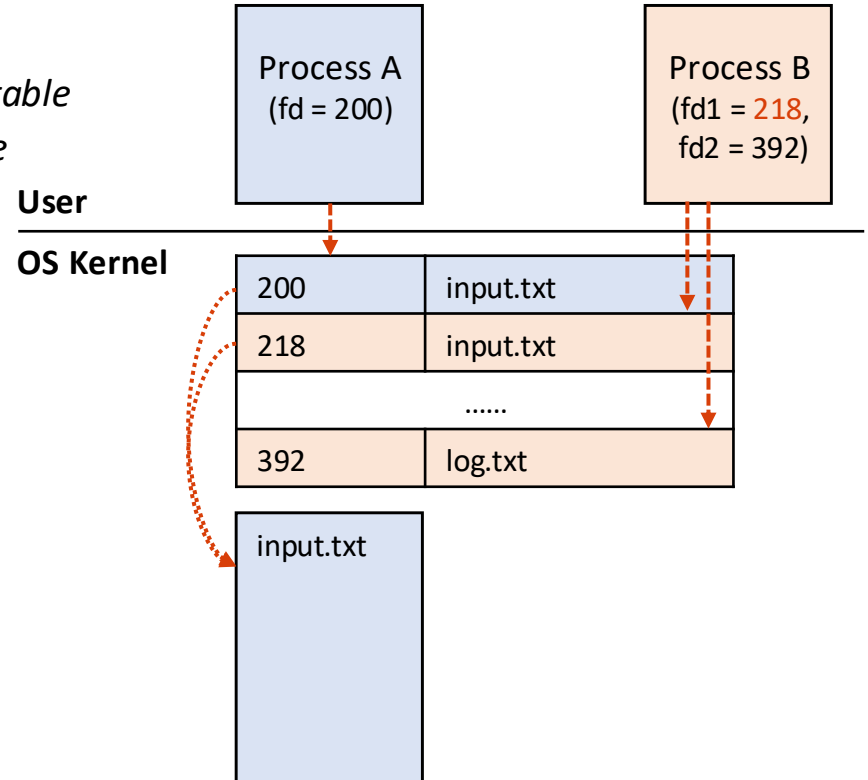 Process A
(fd = 200)
Process B
(fd1 = 218,
fd2 = 392)
User
OS Kernel
200 input.txt
218 input.txt
......
392 log.txt
input.txt